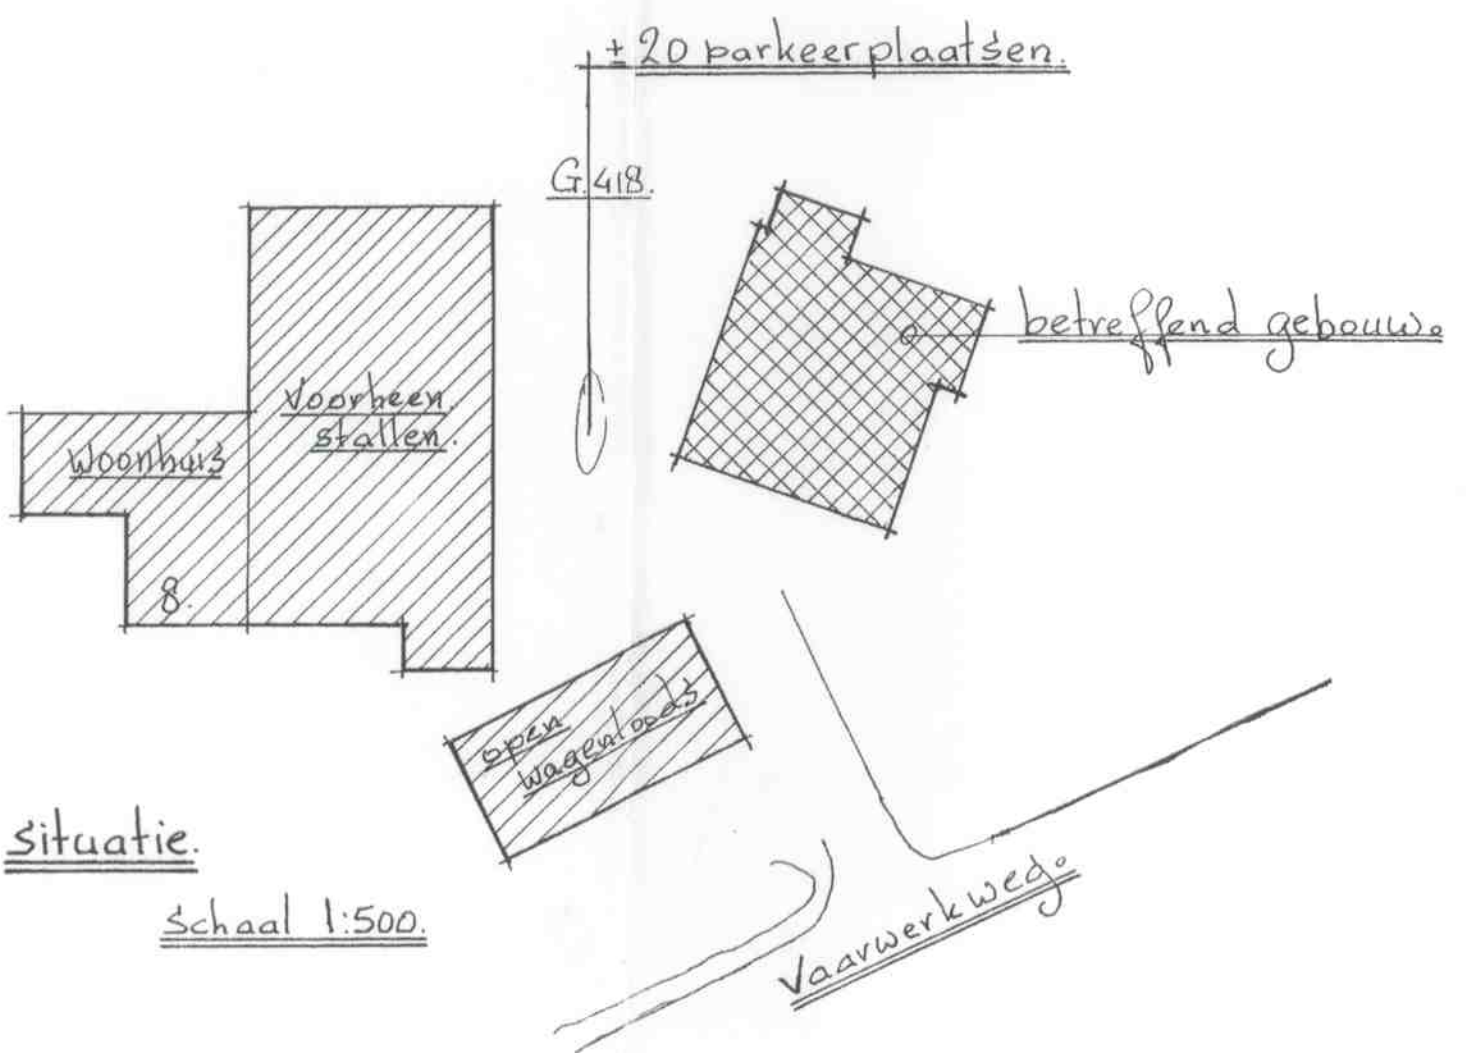 ± 20 parkeerplaatsen.
G.418.
betreffend gebouw.
Voorheen.
stallen.
Woonhuis
8.
open
wagenloods
situatie.
Schaal 1:500.
Vaarwerkweg.